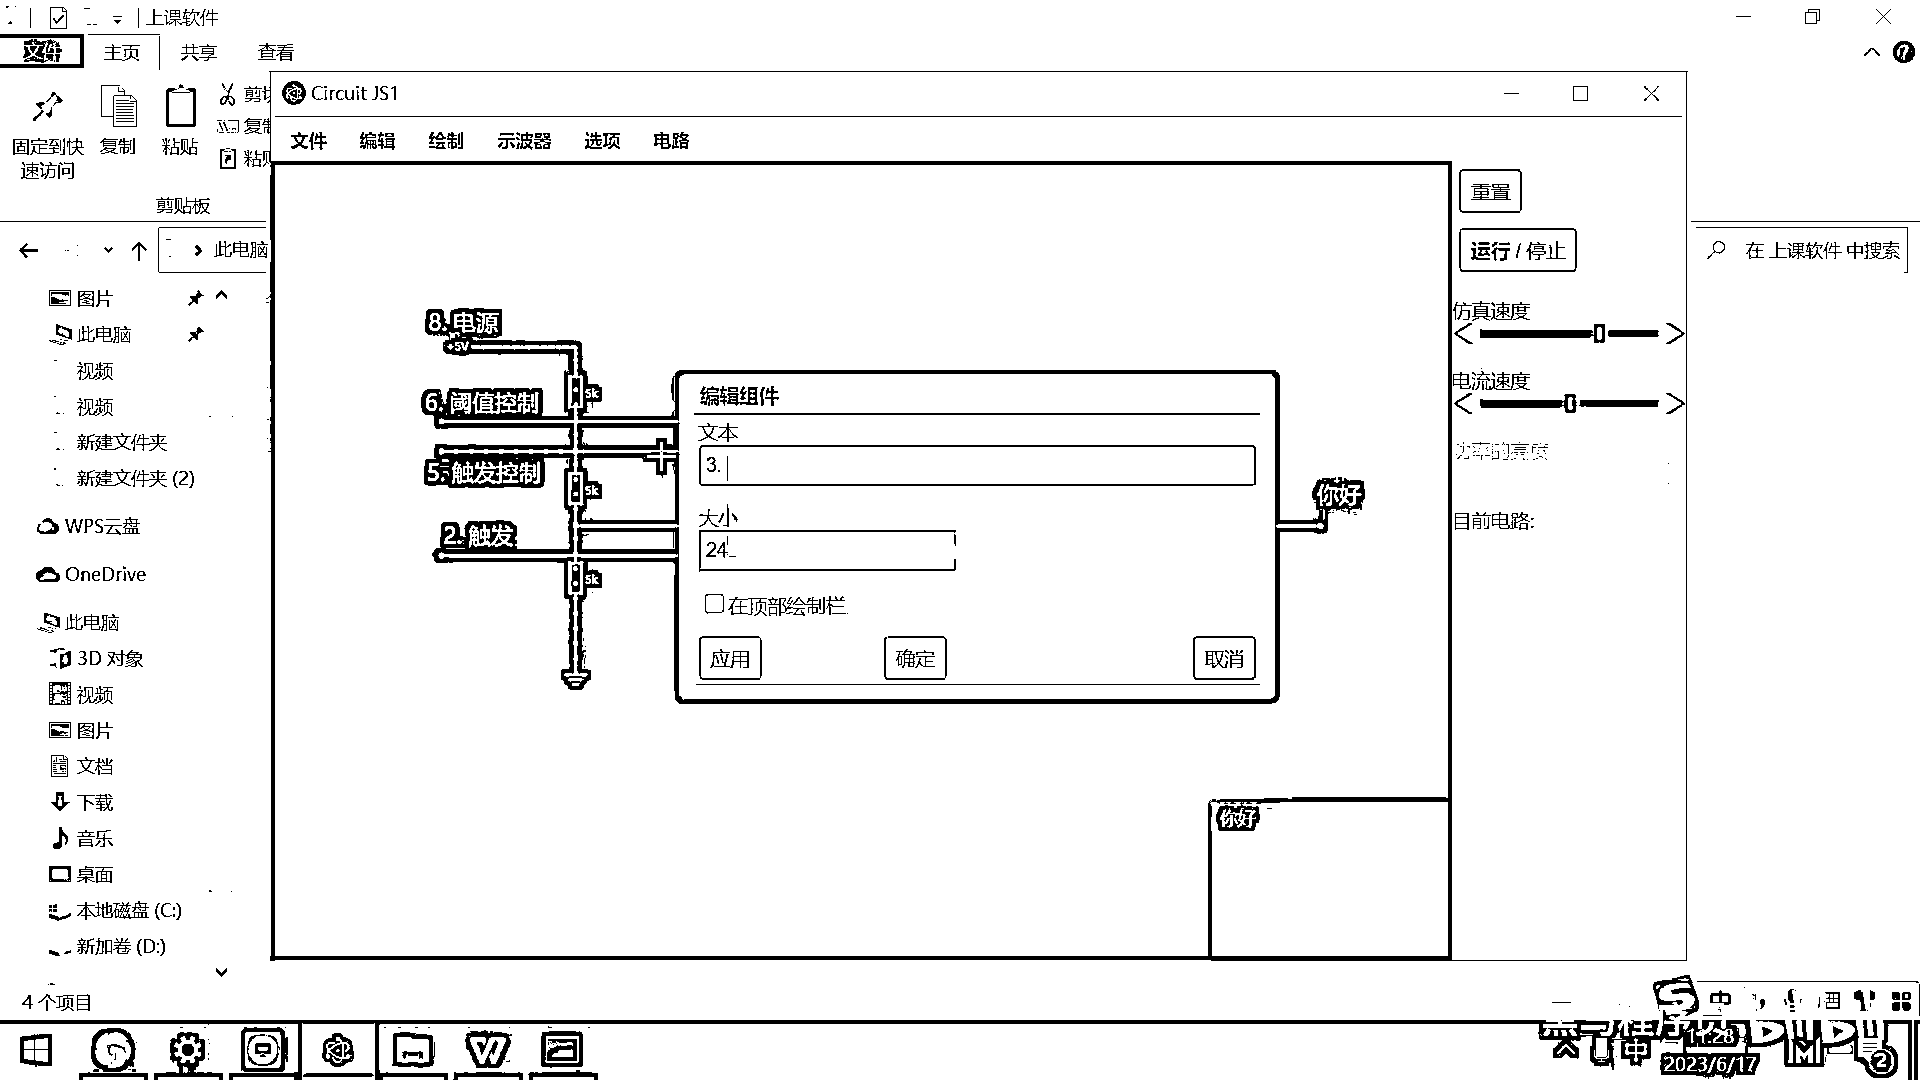 上课软件
文件 主页 共享 查看
固定到快
速访问
复制
粘贴
剪贴板
此电脑
在 上课软件 中搜索
图片
此电脑
视频
视频
新建文件夹
新建文件夹 (2)
WPS云盘
OneDrive
此电脑
3D 对象
视频
图片
文档
下载
音乐
桌面
本地磁盘 (C:)
新加卷 (D:)
4 个项目
Circuit JS1
文件 编辑 绘制 示波器 选项 电路
8. 电源
+5V
5k
6. 阈值控制
5. 触发控制
5k
2. 触发
5k
编辑组件
文本
3.
大小
24
在顶部绘制栏
应用 确定 取消
你好
你好
重置
运行 / 停止
仿真速度
电流速度
功率的亮度
目前电路:
中
中
14:28
2023/6/17
2